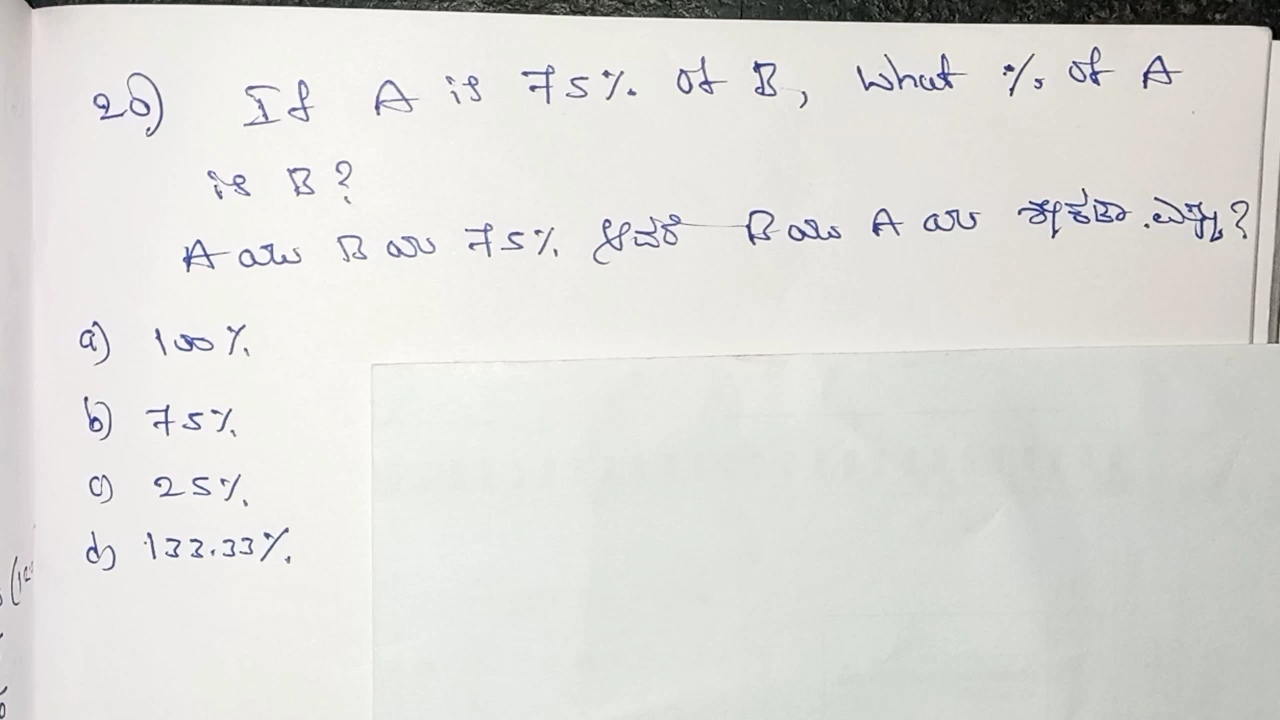 20) If A is 75% of B, what % of A
is B?
A ಯು B ಯ 75% ಆದರೆ B ಯು A ಯ ಶೇಕಡಾ ಎಷ್ಟು?
a) 100%
b) 75%
c) 25%
d) 133.33%.